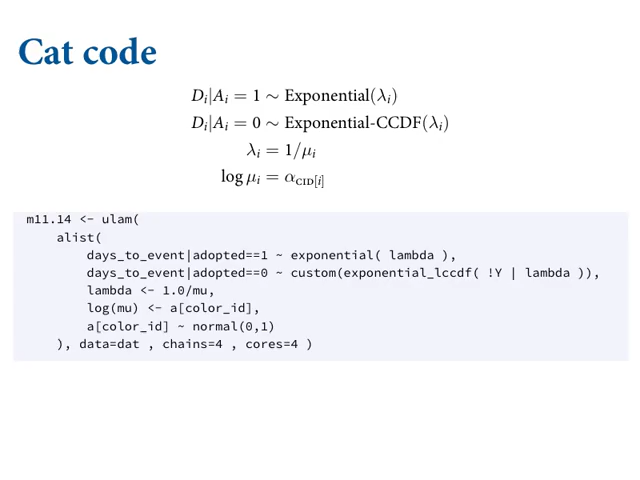 Cat code
D_i|A_i = 1 ∼ Exponential(λ_i)
D_i|A_i = 0 ∼ Exponential-CCDF(λ_i)
λ_i = 1/μ_i
log μ_i = α_CID[i]
m11.14 <- ulam(
alist(
days_to_event|adopted==1 ~ exponential( lambda ),
days_to_event|adopted==0 ~ custom(exponential_lccdf( !Y | lambda )),
lambda <- 1.0/mu,
log(mu) <- a[color_id],
a[color_id] ~ normal(0,1)
), data=dat , chains=4 , cores=4 )